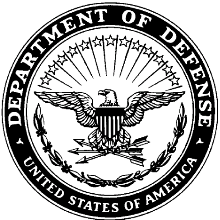 DEPARTMENT OF DEFENSE
UNITED STATES OF AMERICA